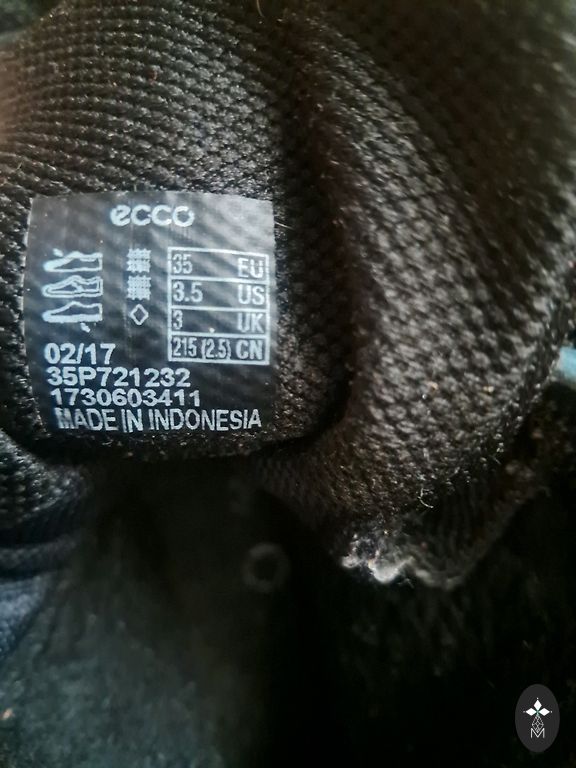 ecco
35 EU
3.5 US
3 UK
215 (2.5) CN
02/17
35P721232
1730603411
MADE IN INDONESIA
M